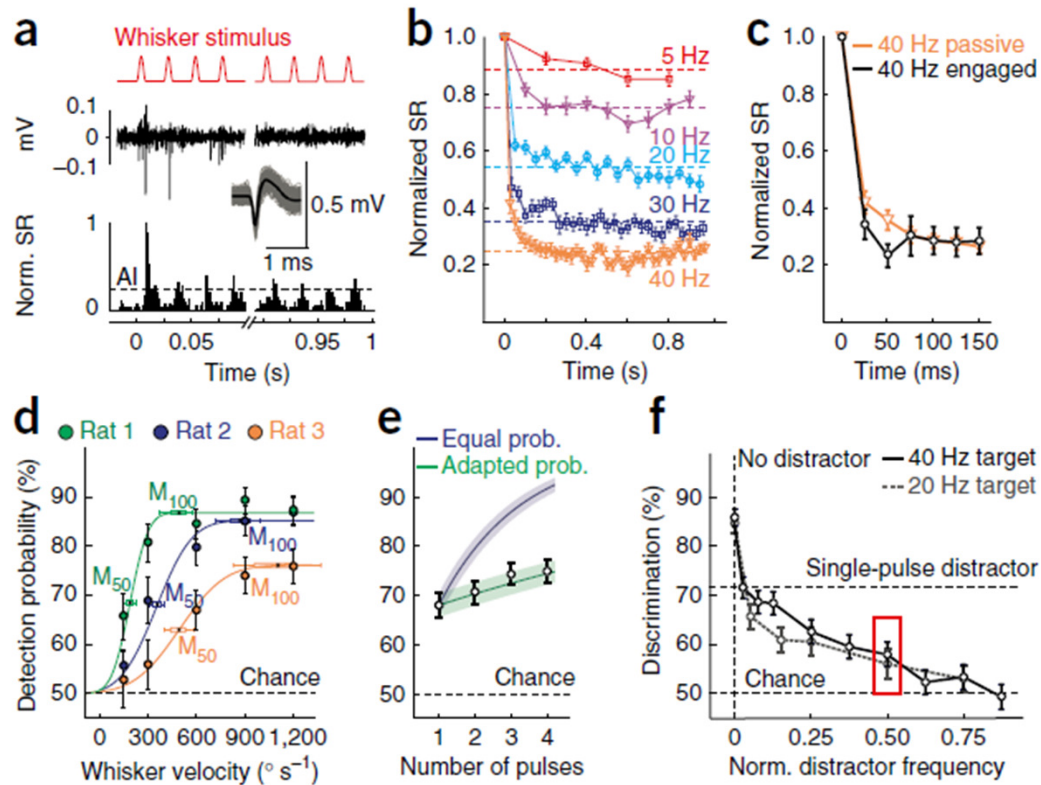 a
Whisker stimulus
mV
0.1
0
–0.1
0.5 mV
1 ms
Norm. SR
1
AI
0
0 0.05 0.95 1
Time (s)
b
Normalized SR
1.0
0.8
0.6
0.4
0.2
5 Hz
10 Hz
20 Hz
30 Hz
40 Hz
0 0.4 0.8
Time (s)
c
40 Hz passive
40 Hz engaged
Normalized SR
1.0
0.8
0.6
0.4
0.2
0 50 100 150
Time (ms)
d
Rat 1 Rat 2 Rat 3
Detection probability (%)
90
80
70
60
50
M100
M100
M50
M50
M100
M50
Chance
0 300 600 900 1,200
Whisker velocity (° s−1)
e
Equal prob.
Adapted prob.
90
80
70
60
50
Chance
1 2 3 4
Number of pulses
f
No distractor
40 Hz target
20 Hz target
Discrimination (%)
90
80
70
60
50
Single-pulse distractor
Chance
0 0.25 0.50 0.75
Norm. distractor frequency